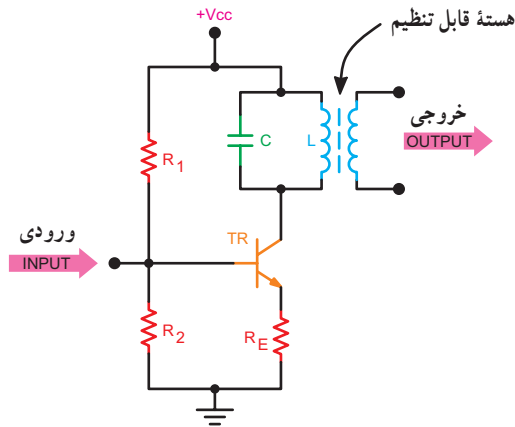 +Vcc
هستهٔ قابل تنظیم
خروجی
OUTPUT
C
L
R1
ورودی
INPUT
TR
R2
RE